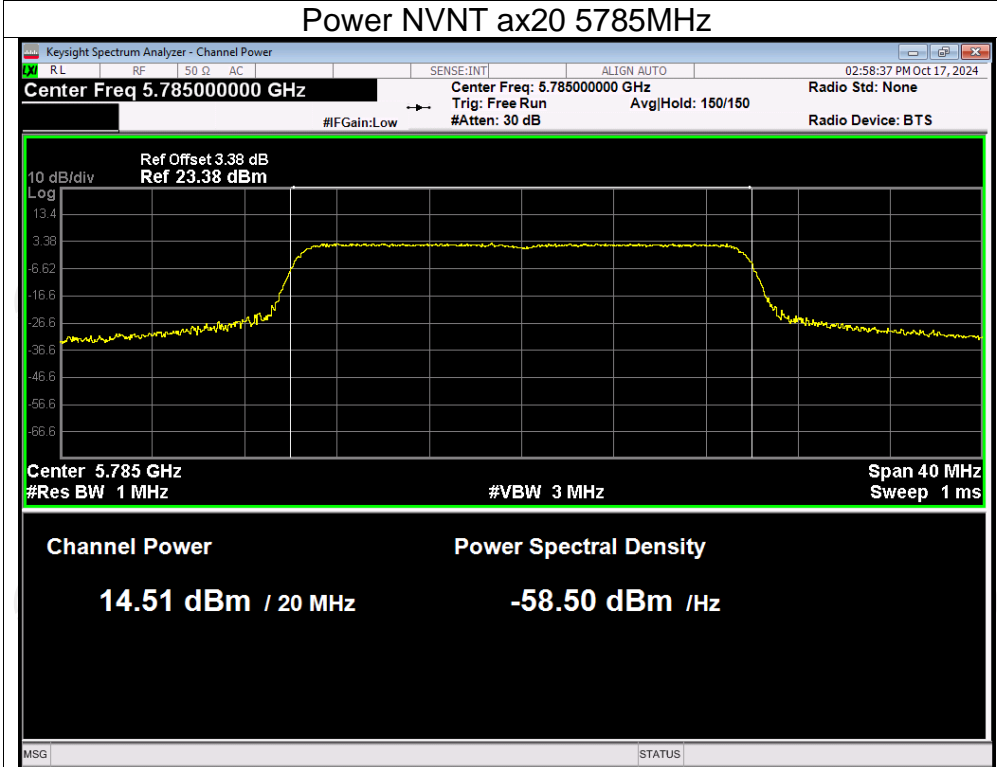 Power NVNT ax20 5785MHz
Keysight Spectrum Analyzer - Channel Power
LXI RL RF 50 Ω AC SENSE:INT ALIGN AUTO 02:58:37 PM Oct 17, 2024
Center Freq 5.785000000 GHz Center Freq: 5.785000000 GHz Radio Std: None
Trig: Free Run Avg|Hold: 150/150
#IFGain:Low #Atten: 30 dB Radio Device: BTS
Ref Offset 3.38 dB
10 dB/div Ref 23.38 dBm
Log
13.4
3.38
-6.62
-16.6
-26.6
-36.6
-46.6
-56.6
-66.6
Center 5.785 GHz Span 40 MHz
#Res BW 1 MHz #VBW 3 MHz Sweep 1 ms
Channel Power Power Spectral Density
14.51 dBm / 20 MHz -58.50 dBm /Hz
MSG STATUS